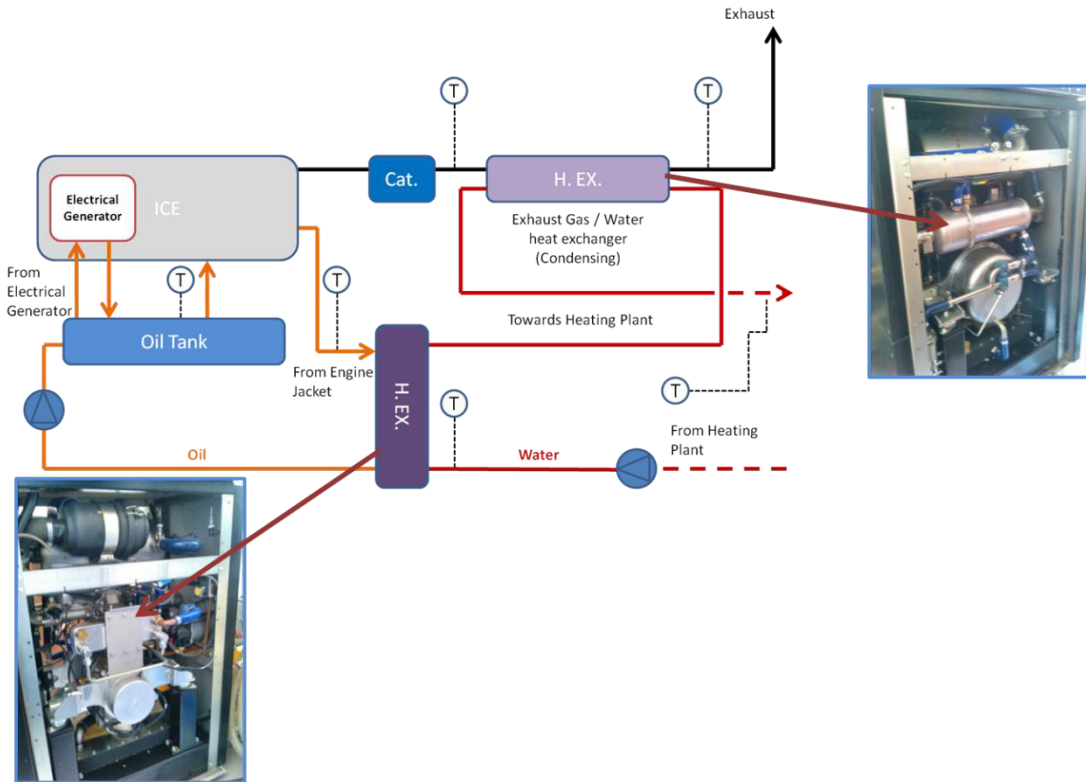 Exhaust
T
T
Cat.
H. EX.
Electrical
Generator
ICE
Exhaust Gas / Water
heat exchanger
(Condensing)
From
Electrical
Generator
T
T
Oil Tank
Towards Heating Plant
From Engine
Jacket
H. EX.
T
T
From Heating
Plant
Oil
Water